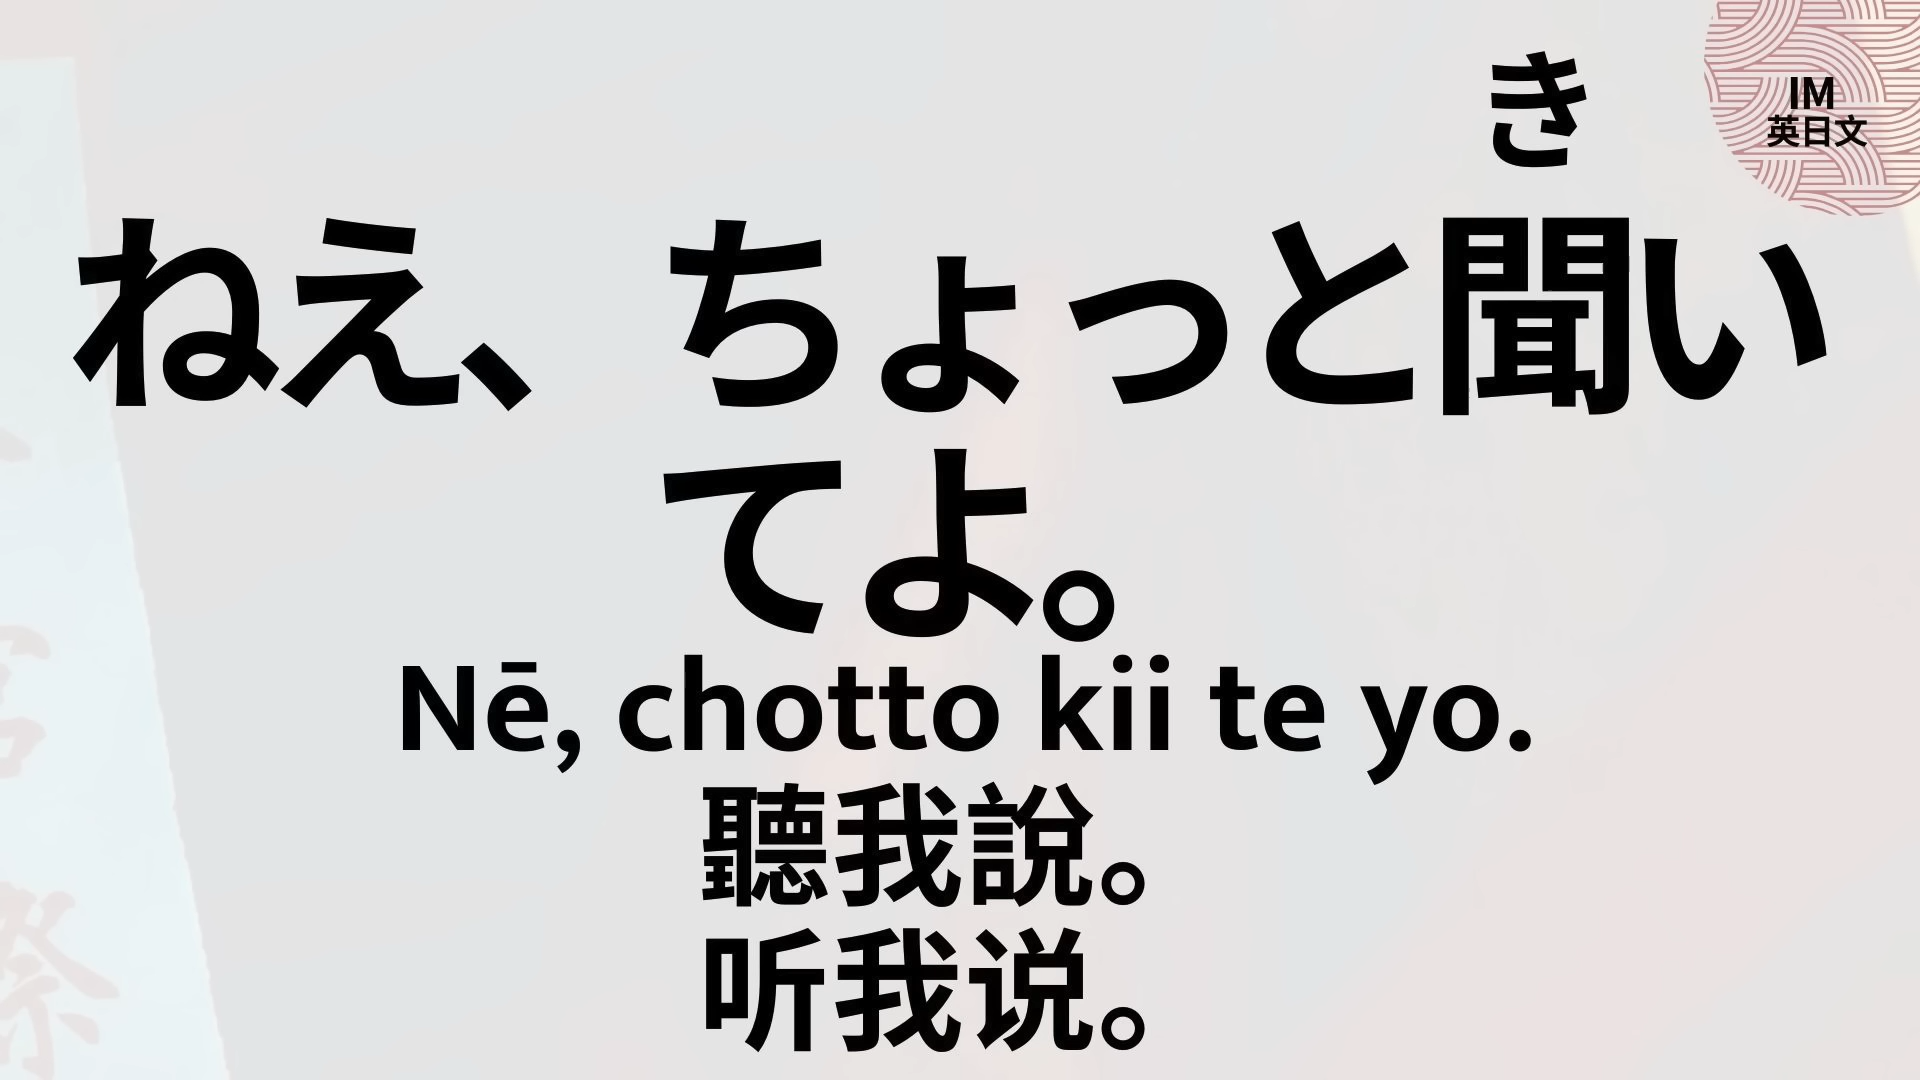 き
IM
英日文
ねえ、ちょっと聞い
てよ。
Nē, chotto kii te yo.
聽我說。
听我说。